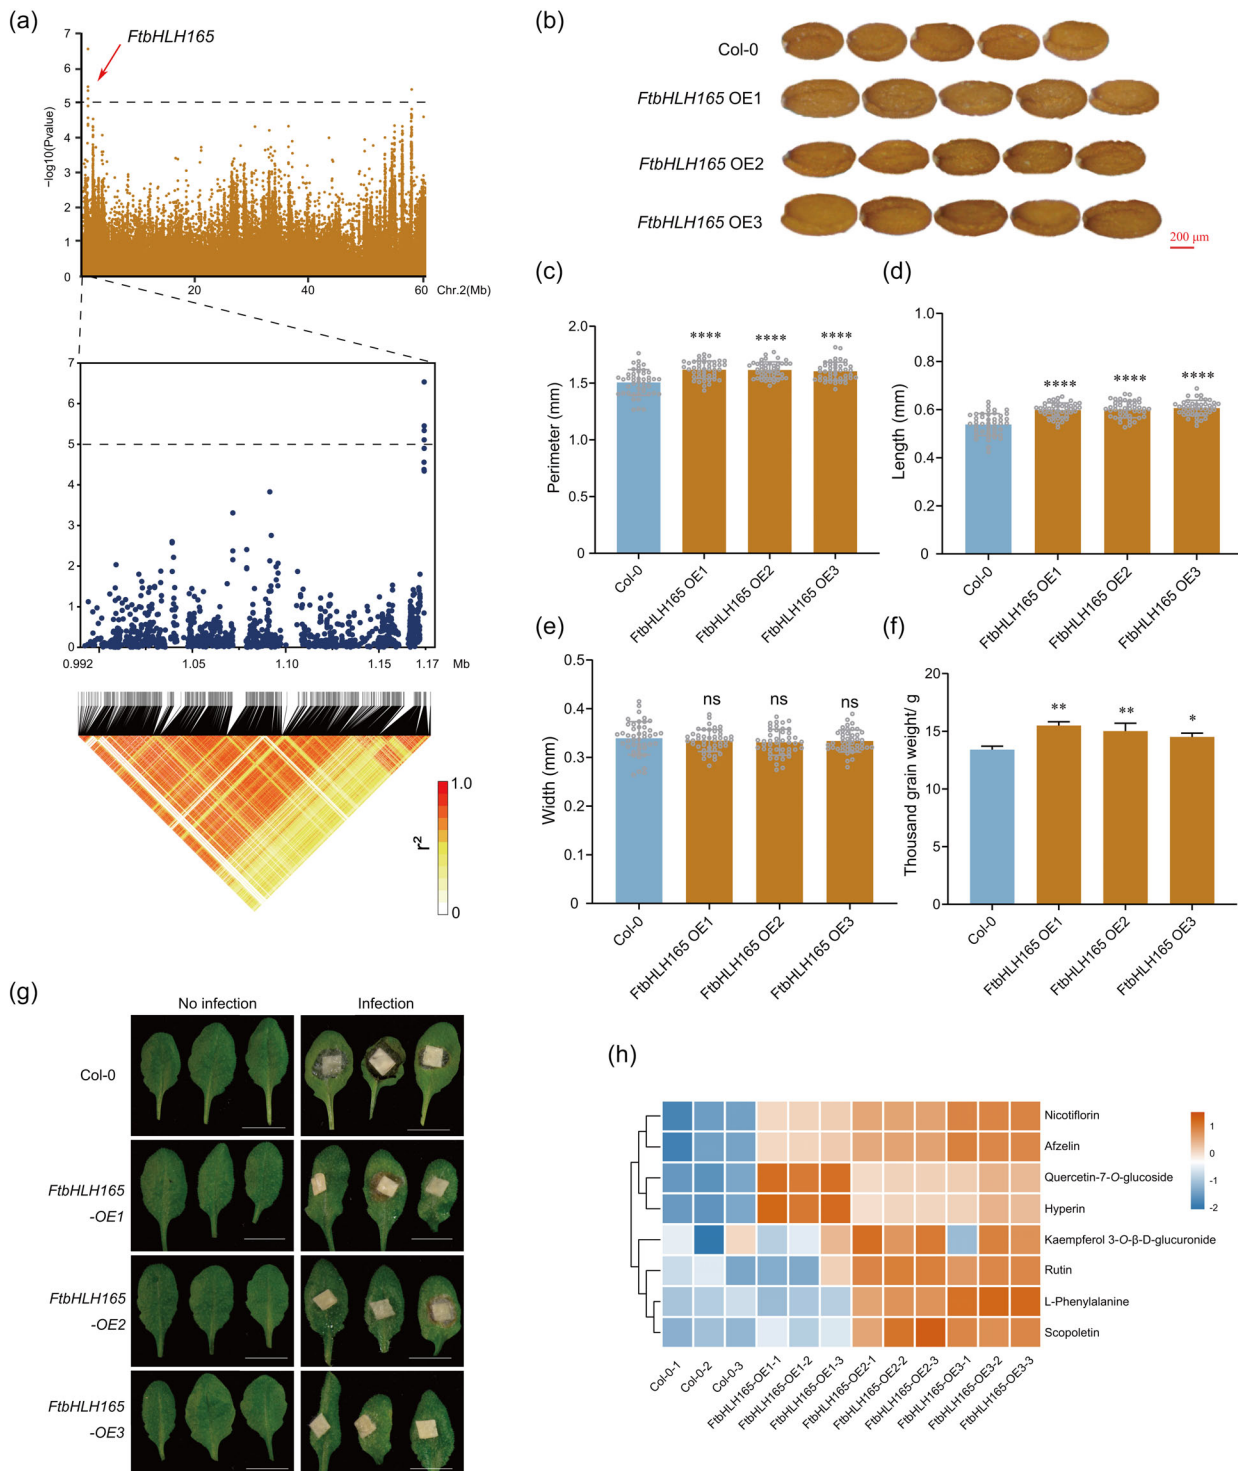 (a)
FtbHLH165
7
6
5
4
3
2
1
0
−log10(Pvalue)
20
40
60
Chr.2(Mb)
7
6
5
4
3
2
1
0
0.992
1.05
1.10
1.15
1.17
Mb
1.0
r²
0
(b)
Col-0
FtbHLH165 OE1
FtbHLH165 OE2
FtbHLH165 OE3
200 μm
(c)
2.0
1.5
1.0
0.5
0
Perimeter (mm)
****
****
****
Col-0
FtbHLH165 OE1
FtbHLH165 OE2
FtbHLH165 OE3
(d)
1.0
0.8
0.6
0.4
0.2
0
Length (mm)
****
****
****
Col-0
FtbHLH165 OE1
FtbHLH165 OE2
FtbHLH165 OE3
(e)
0.5
0.4
0.3
0.2
0.1
0
Width (mm)
ns
ns
ns
Col-0
FtbHLH165 OE1
FtbHLH165 OE2
FtbHLH165 OE3
(f)
20
15
10
5
0
Thousand grain weight/ g
**
**
*
Col-0
FtbHLH165 OE1
FtbHLH165 OE2
FtbHLH165 OE3
(g)
No infection
Infection
Col-0
FtbHLH165
-OE1
FtbHLH165
-OE2
FtbHLH165
-OE3
(h)
Nicotiflorin
Afzelin
Quercetin-7-O-glucoside
Hyperin
Kaempferol 3-O-β-D-glucuronide
Rutin
L-Phenylalanine
Scopoletin
1
0
-1
-2
Col-0-1
Col-0-2
Col-0-3
FtbHLH165-OE1-1
FtbHLH165-OE1-2
FtbHLH165-OE1-3
FtbHLH165-OE2-1
FtbHLH165-OE2-2
FtbHLH165-OE2-3
FtbHLH165-OE3-1
FtbHLH165-OE3-2
FtbHLH165-OE3-3